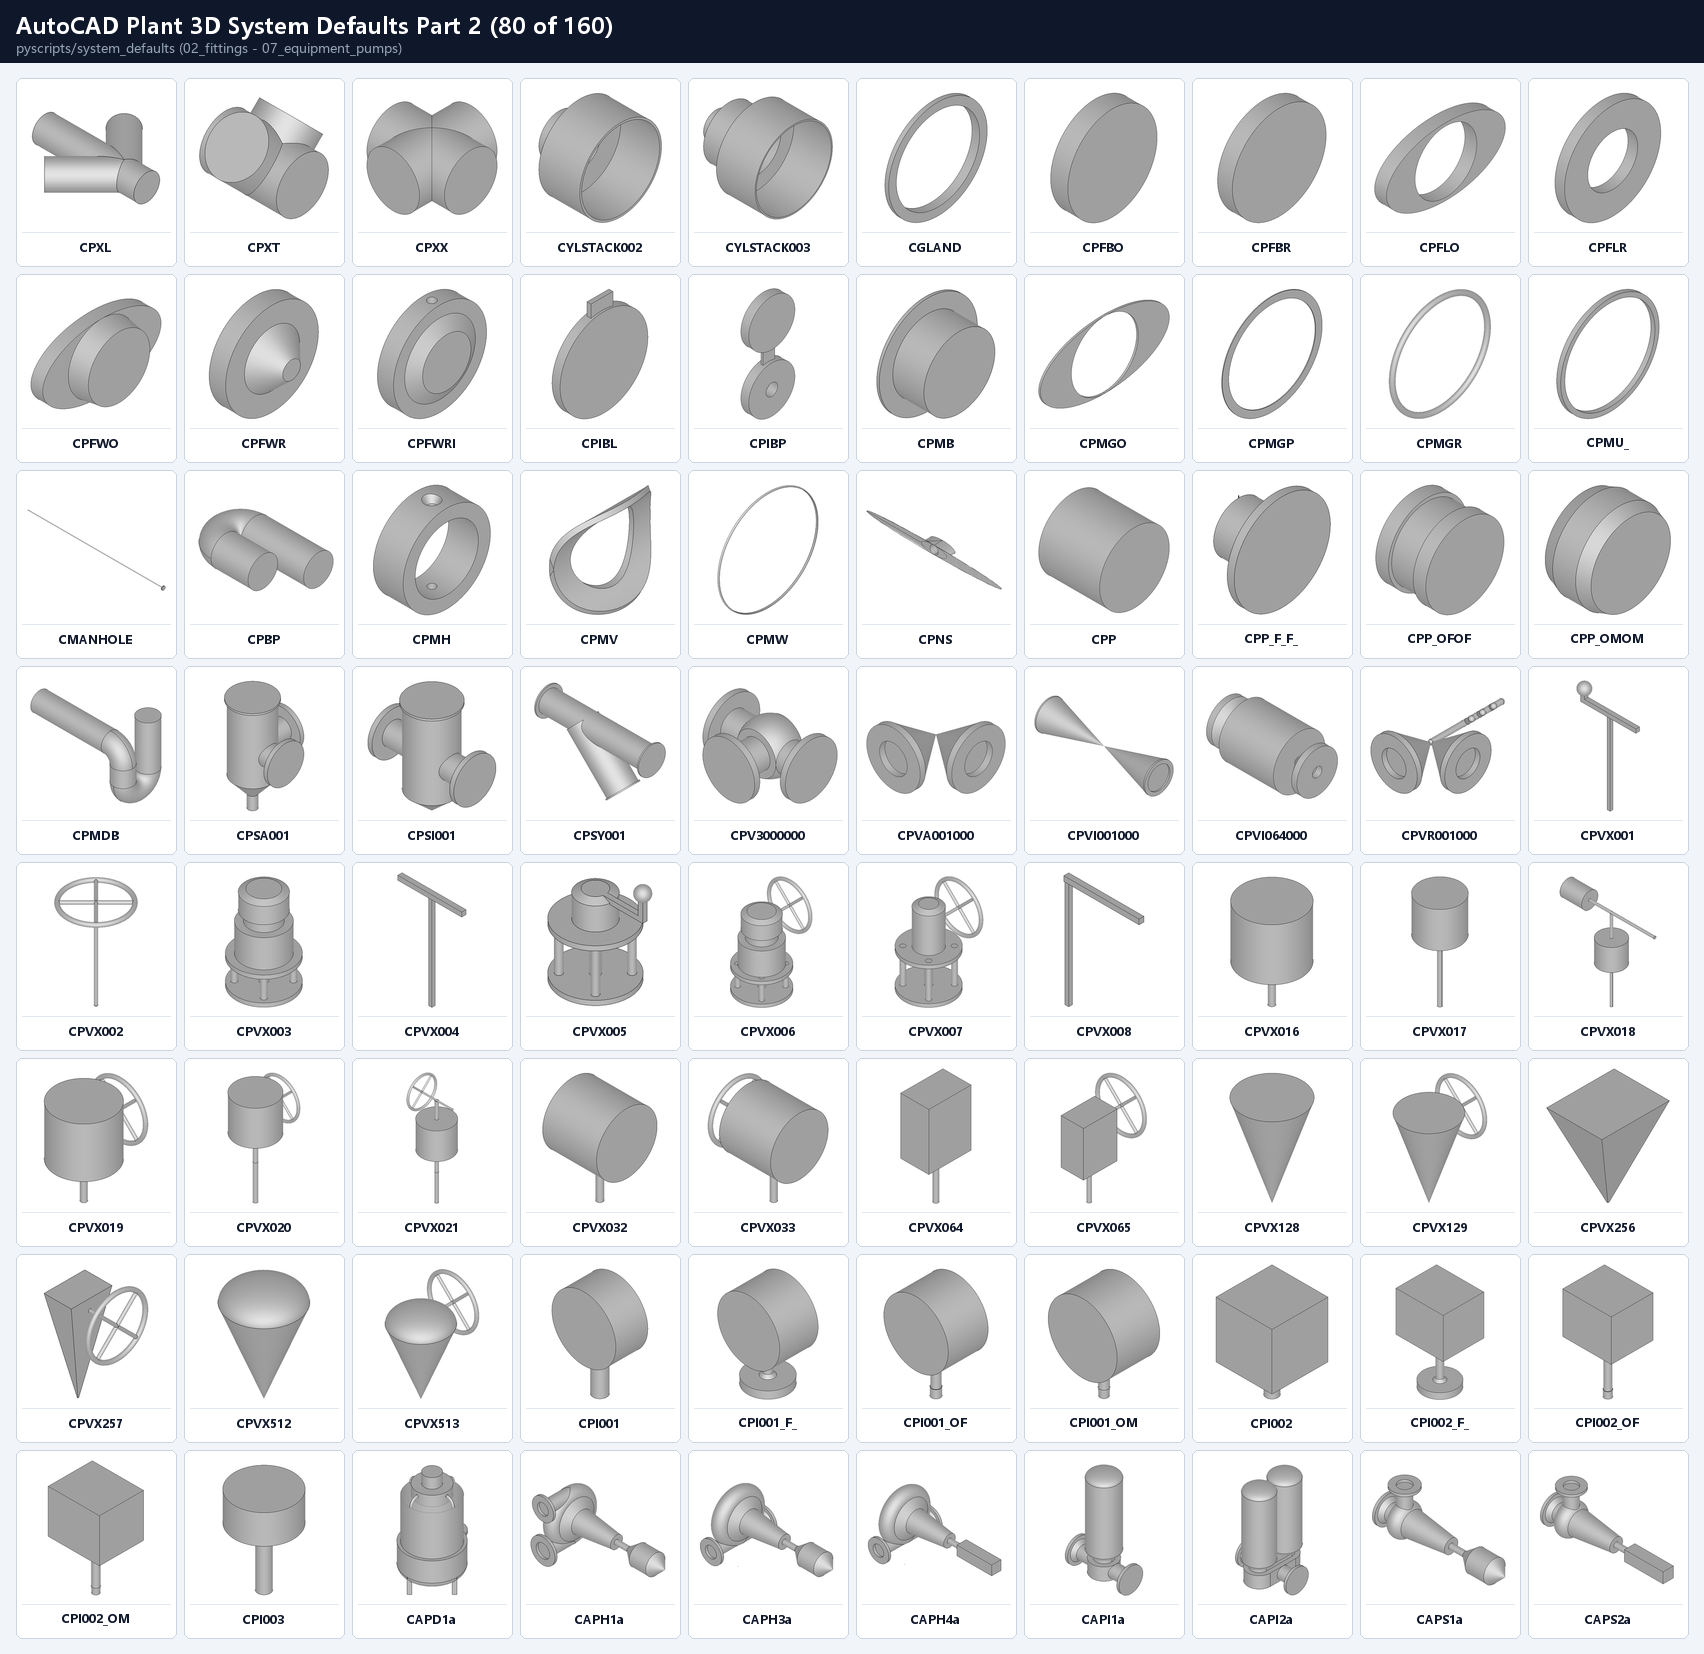 AutoCAD Plant 3D System Defaults Part 2 (80 of 160)
pyscripts/system_defaults (02_fittings - 07_equipment_pumps)
CPXL CPXT CPXX CYLSTACK002 CYLSTACK003 CGLAND CPFBO CPFBR CPFLO CPFLR
CPFWO CPFWR CPFWRI CPIBL CPIBP CPMB CPMGO CPMGP CPMGR CPMU_
CMANHOLE CPBP CPMH CPMV CPMW CPNS CPP CPP_F_F_ CPP_OFOF CPP_OMOM
CPMDB CPSA001 CPSI001 CPSY001 CPV3000000 CPVA001000 CPVI001000 CPVI064000 CPVR001000 CPVX001
CPVX002 CPVX003 CPVX004 CPVX005 CPVX006 CPVX007 CPVX008 CPVX016 CPVX017 CPVX018
CPVX019 CPVX020 CPVX021 CPVX032 CPVX033 CPVX064 CPVX065 CPVX128 CPVX129 CPVX256
CPVX257 CPVX512 CPVX513 CPI001 CPI001_F_ CPI001_OF CPI001_OM CPI002 CPI002_F_ CPI002_OF
CPI002_OM CPI003 CAPD1a CAPH1a CAPH3a CAPH4a CAPI1a CAPI2a CAPS1a CAPS2a